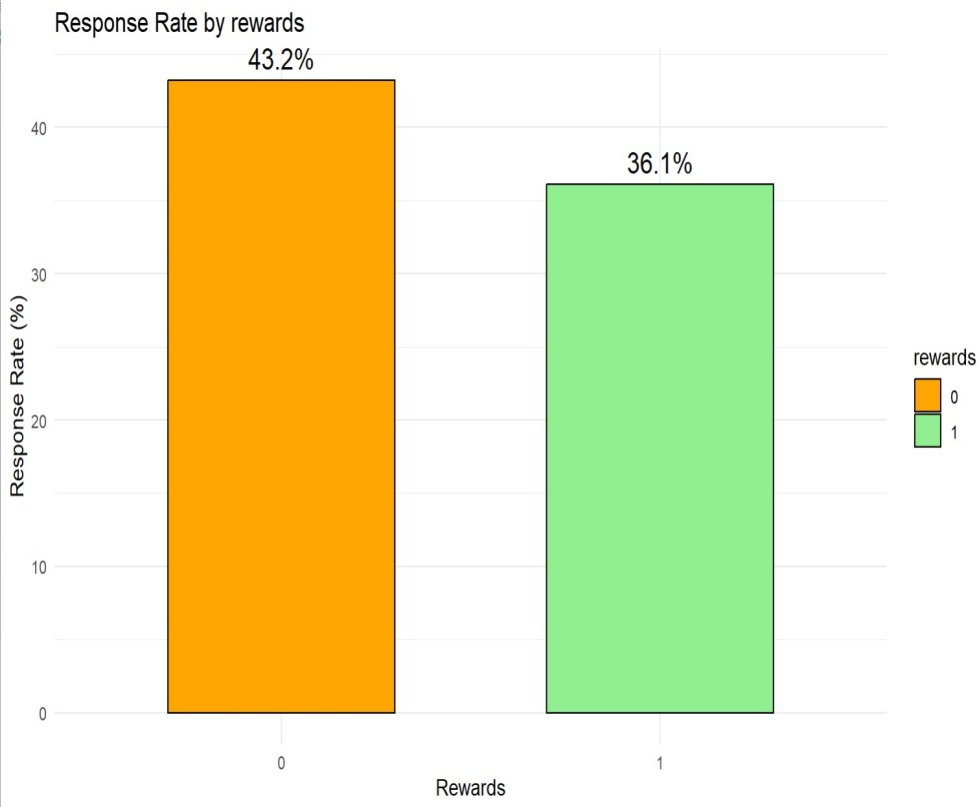 Response Rate by rewards
43.2%
36.1%
40
30
20
10
0
Response Rate (%)
0
1
Rewards
rewards
0
1